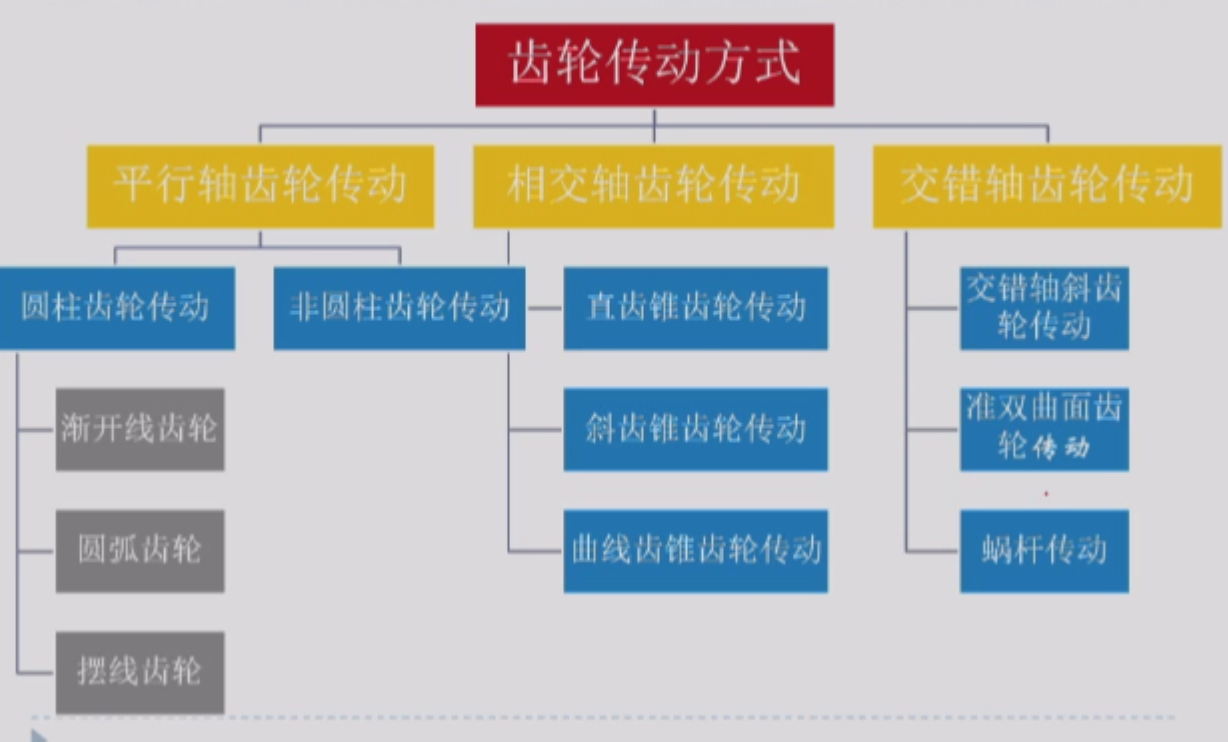 齿轮传动方式
平行轴齿轮传动
相交轴齿轮传动
交错轴齿轮传动
圆柱齿轮传动
非圆柱齿轮传动
直齿锥齿轮传动
交错轴斜齿
轮传动
渐开线齿轮
斜齿锥齿轮传动
准双曲面齿
轮传动
圆弧齿轮
曲线齿锥齿轮传动
蜗杆传动
摆线齿轮